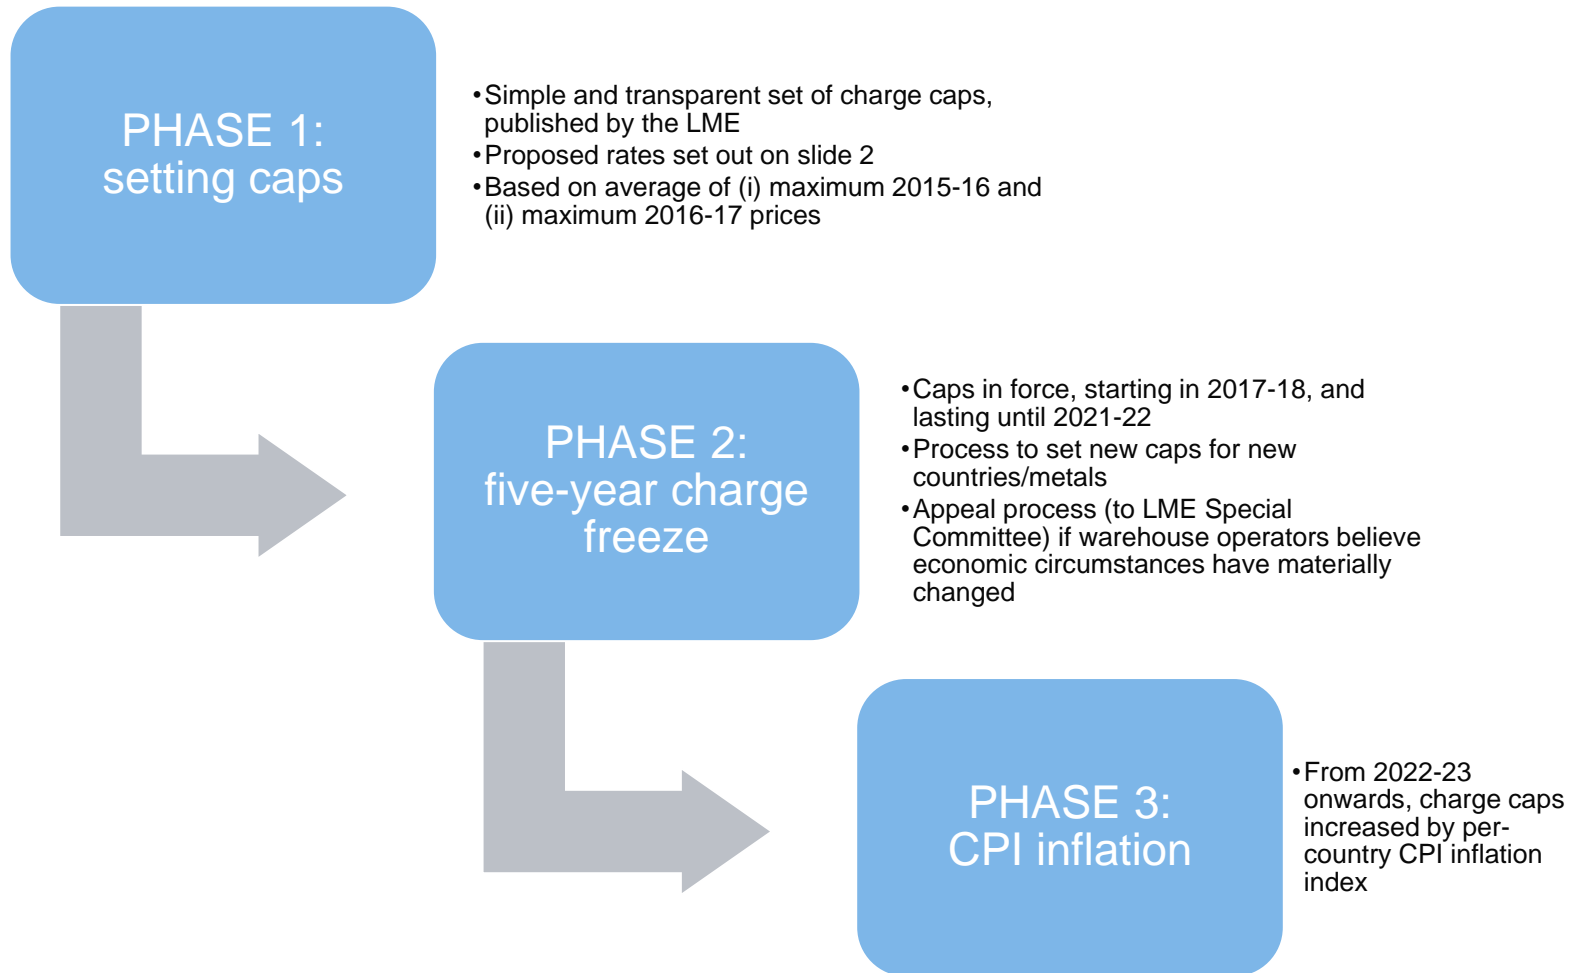 PHASE 1:
setting caps
•Simple and transparent set of charge caps,
published by the LME
•Proposed rates set out on slide 2
•Based on average of (i) maximum 2015-16 and
(ii) maximum 2016-17 prices
PHASE 2:
five-year charge
freeze
•Caps in force, starting in 2017-18, and
lasting until 2021-22
•Process to set new caps for new
countries/metals
•Appeal process (to LME Special
Committee) if warehouse operators believe
economic circumstances have materially
changed
PHASE 3:
CPI inflation
•From 2022-23
onwards, charge caps
increased by per-
country CPI inflation
index